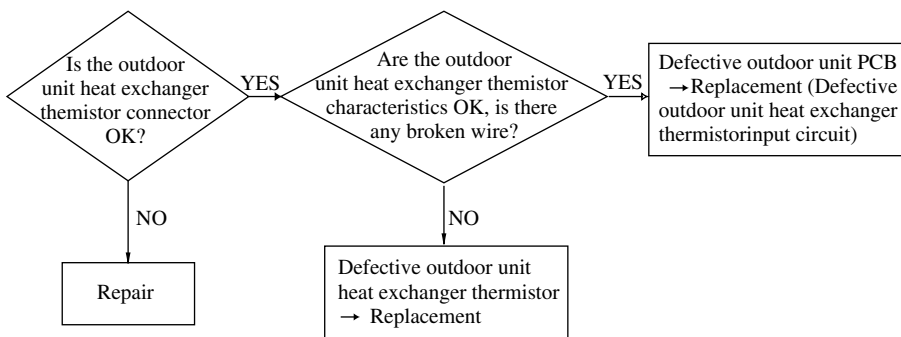 Is the outdoor
unit heat exchanger
themistor connector
OK?
YES
NO
Repair
Are the outdoor
unit heat exchanger themistor
characteristics OK, is there
any broken wire?
YES
NO
Defective outdoor unit
heat exchanger thermistor
→ Replacement
Defective outdoor unit PCB
→Replacement (Defective
outdoor unit heat exchanger
thermistorinput circuit)